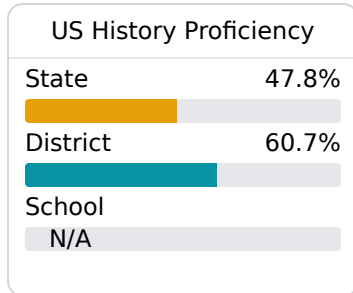 US History Proficiency
State 47.8%
District 60.7%
School
N/A